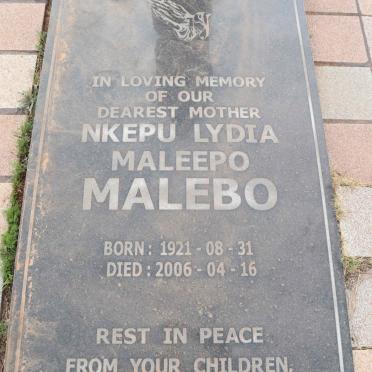 IN LOVING MEMORY
OF OUR
DEAREST MOTHER
NKEPU LYDIA
MALEEPO
MALEBO
BORN : 1921 - 08 - 31
DIED : 2006 - 04 - 16
REST IN PEACE
FROM YOUR CHILDREN,